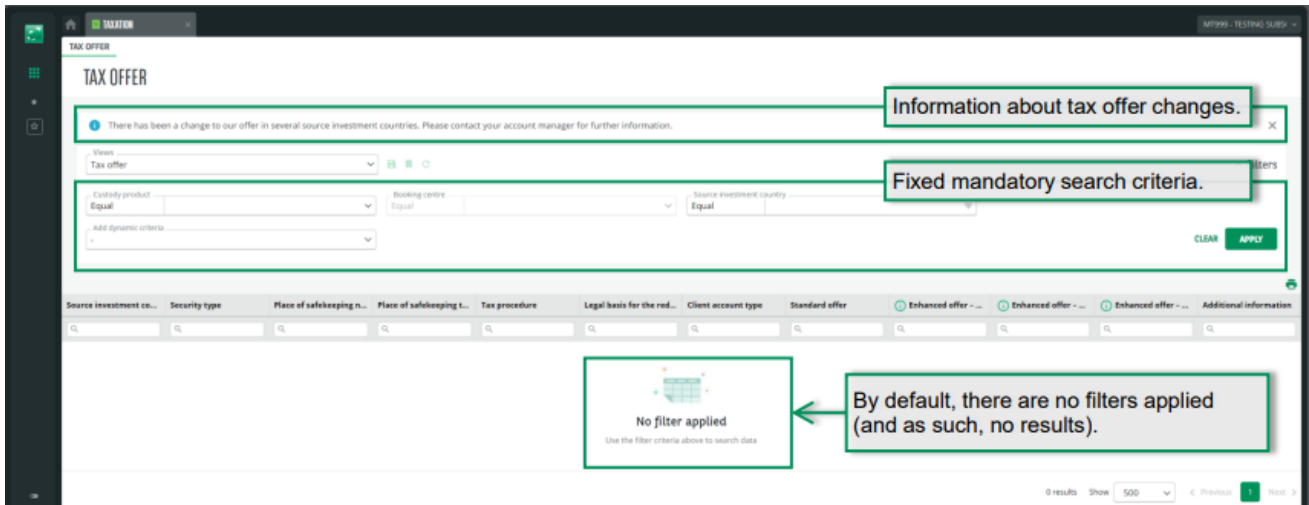 TAXATION
MT999 - TESTING SUBS
TAX OFFER
TAX OFFER
Information about tax offer changes.
There has been a change to our offer in several source investment countries. Please contact your account manager for further information.
Views
Tax offer
Fixed mandatory search criteria.
Custody product
Equal
Booking centre
Equal
Source investment country
Equal
Add dynamic criteria
-
CLEAR
APPLY
Source investment co... Security type Place of safekeeping n... Place of safekeeping t... Tax procedure Legal basis for the red... Client account type Standard offer Enhanced offer - ... Enhanced offer - ... Enhanced offer - ... Additional information
No filter applied
Use the filter criteria above to search data
By default, there are no filters applied
(and as such, no results).
0 results Show 500 Previous 1 Next